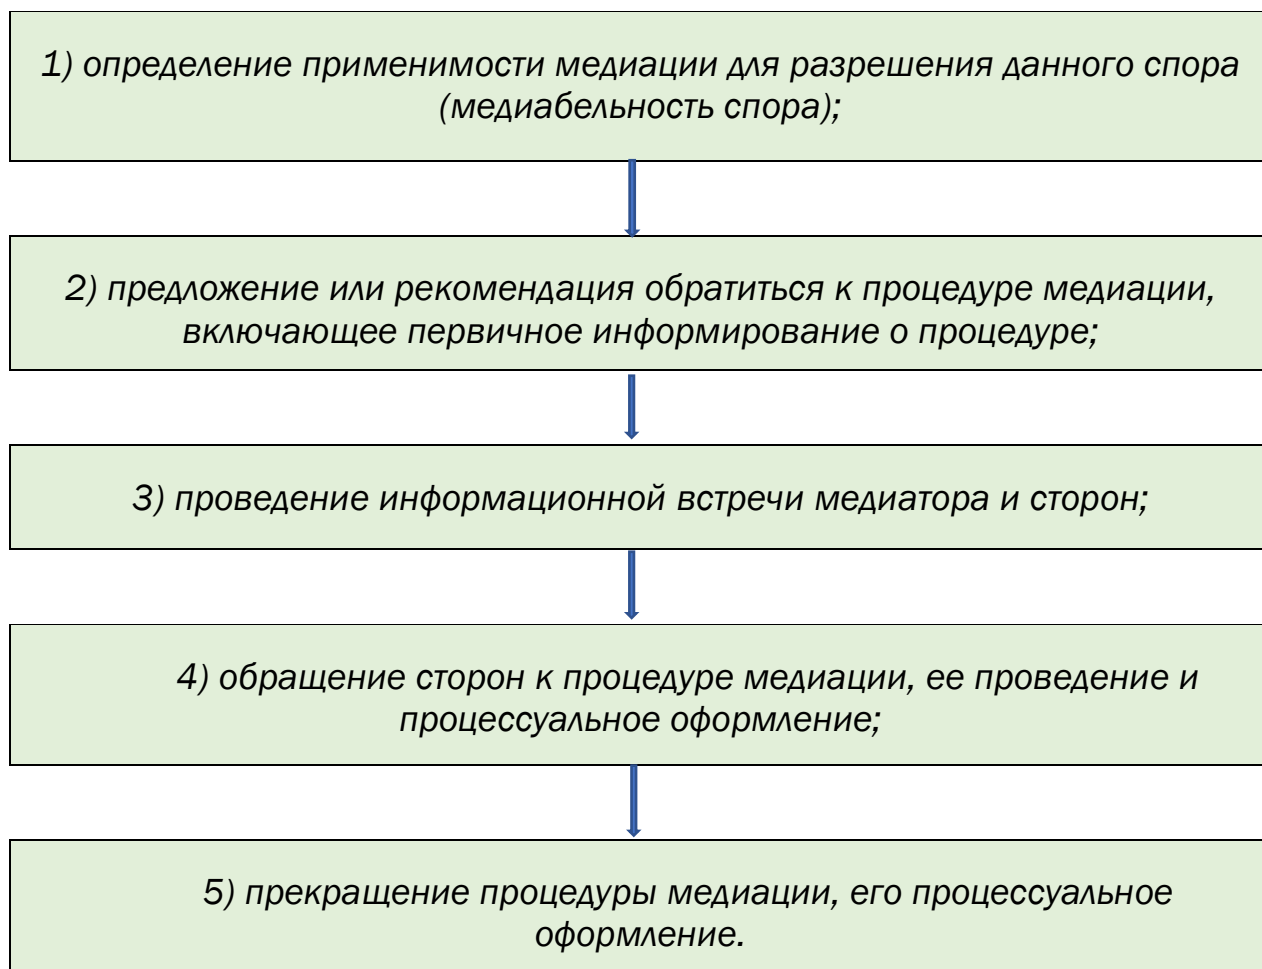 1) определение применимости медиации для разрешения данного спора
(медиабельность спора);
2) предложение или рекомендация обратиться к процедуре медиации,
включающее первичное информирование о процедуре;
3) проведение информационной встречи медиатора и сторон;
4) обращение сторон к процедуре медиации, ее проведение и
процессуальное оформление;
5) прекращение процедуры медиации, его процессуальное
оформление.